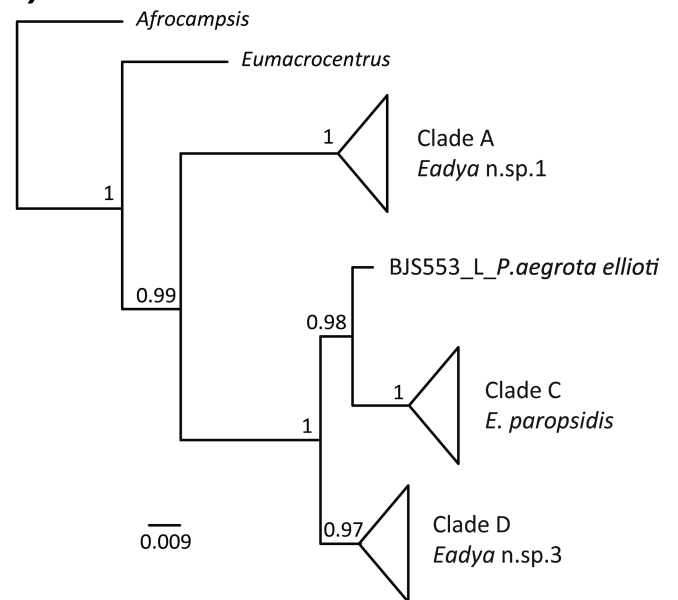 Afrocampsis
Eumacrocentrus
1
Clade A
Eadya n.sp.1
1
0.99
BJS553_L_P.aegrota ellioti
0.98
1
Clade C
E. paropsidis
1
0.97
Clade D
Eadya n.sp.3
0.009